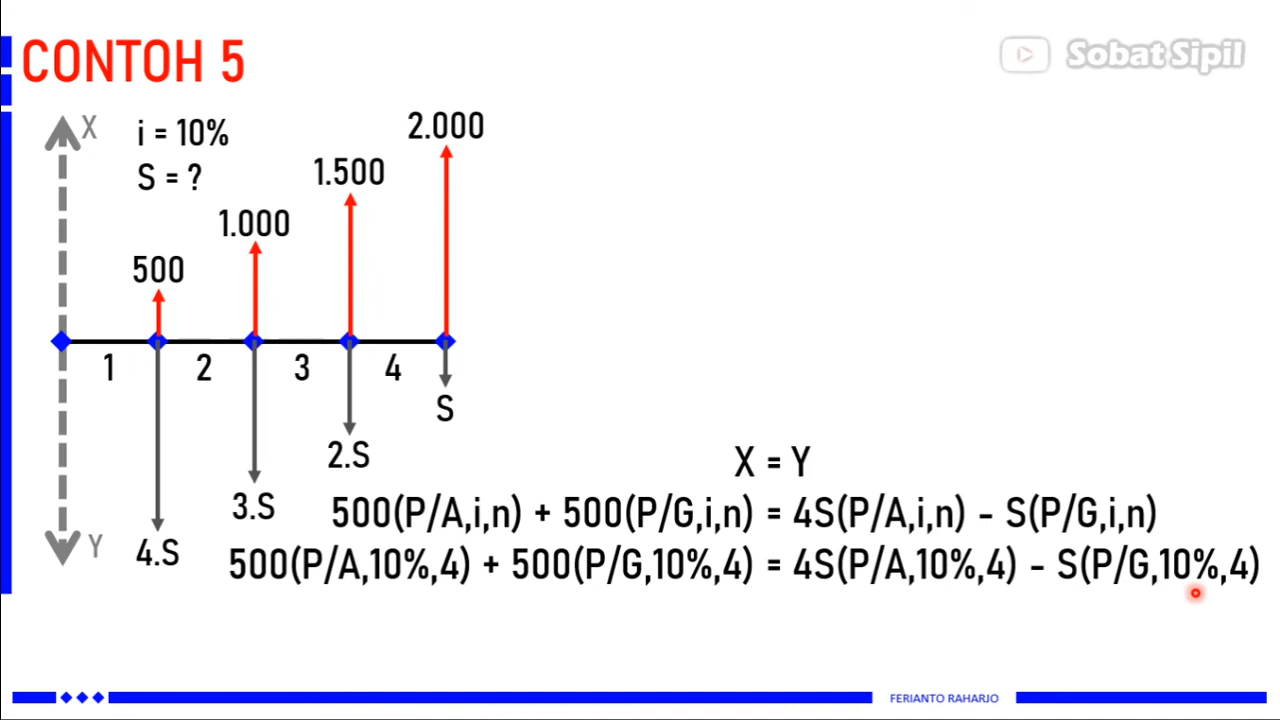 CONTOH 5
Sobat Sipil
X
i = 10%
S = ?
2.000
1.500
1.000
500
1
2
3
4
S
2.S
3.S
4.S
Y
X = Y
500(P/A,i,n) + 500(P/G,i,n) = 4S(P/A,i,n) - S(P/G,i,n)
500(P/A,10%,4) + 500(P/G,10%,4) = 4S(P/A,10%,4) - S(P/G,10%,4)
FERIANTO RAHARJO